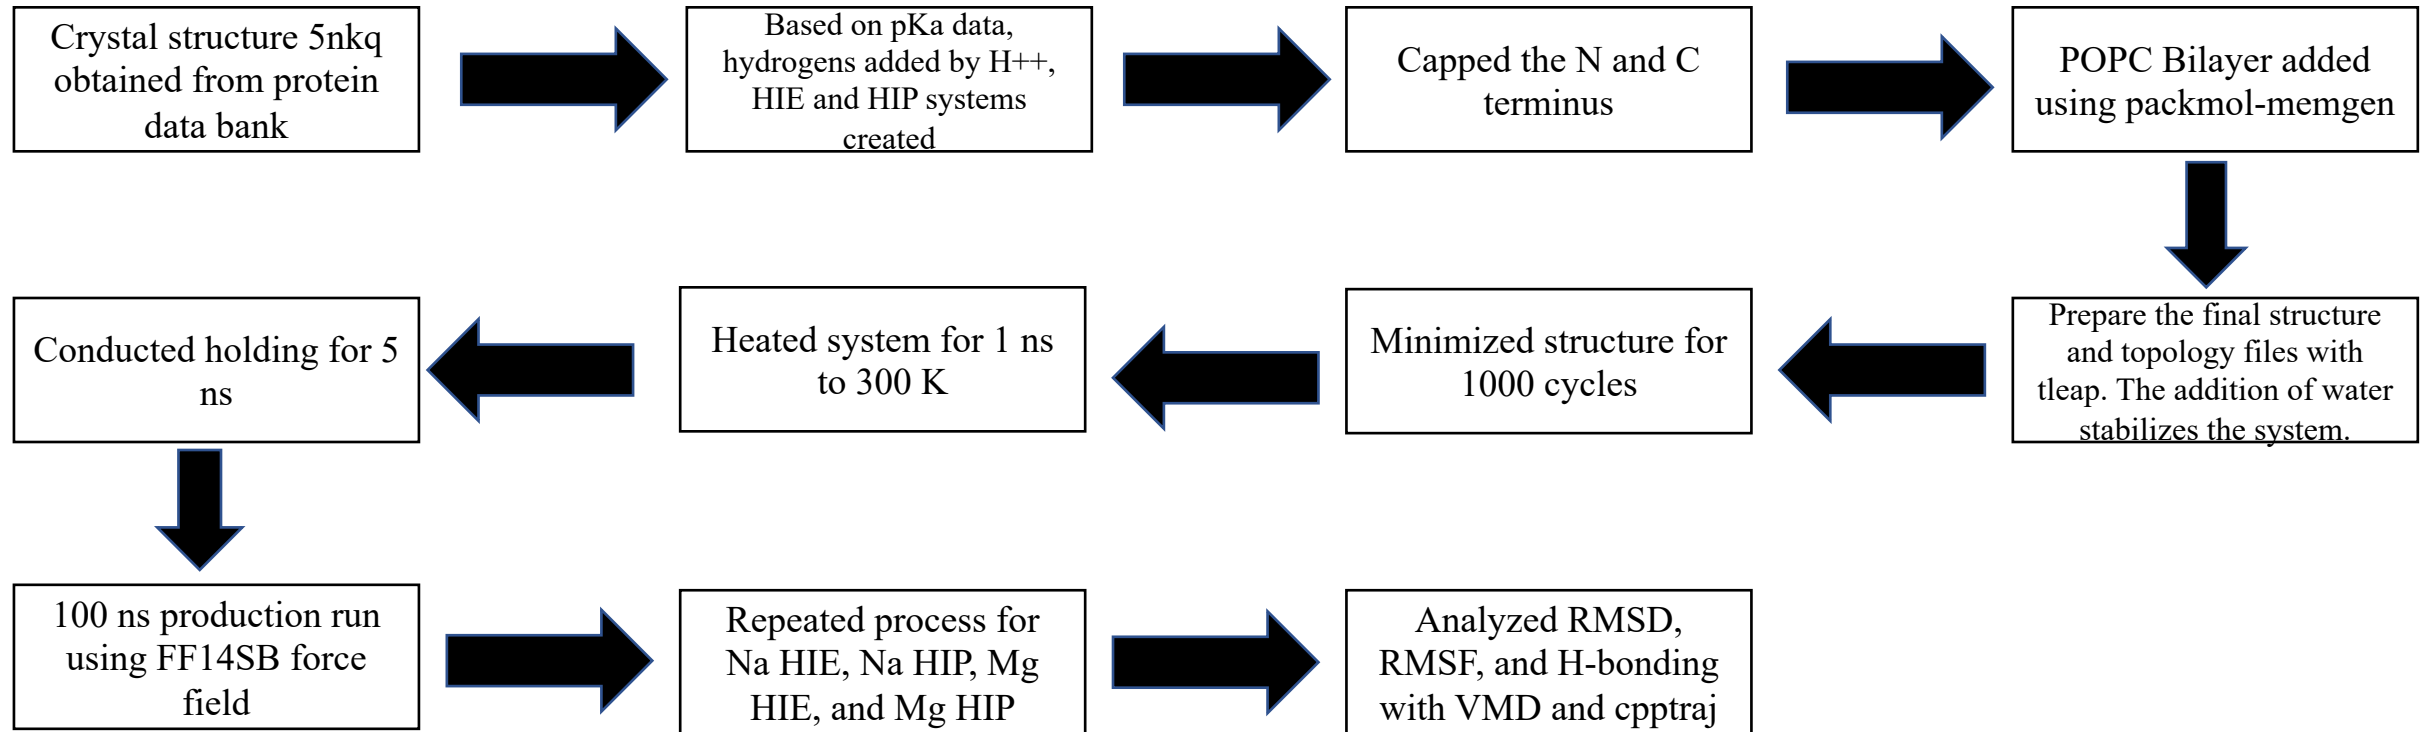 Crystal structure 5nkq
obtained from protein
data bank
Based on pKa data,
hydrogens added by H++,
HIE and HIP systems
created
Capped the N and C
terminus
POPC Bilayer added
using packmol-memgen
Prepare the final structure
and topology files with
tleap. The addition of water
stabilizes the system.
Minimized structure for
1000 cycles
Heated system for 1 ns
to 300 K
Conducted holding for 5
ns
100 ns production run
using FF14SB force
field
Repeated process for
Na HIE, Na HIP, Mg
HIE, and Mg HIP
Analyzed RMSD,
RMSF, and H-bonding
with VMD and cpptraj